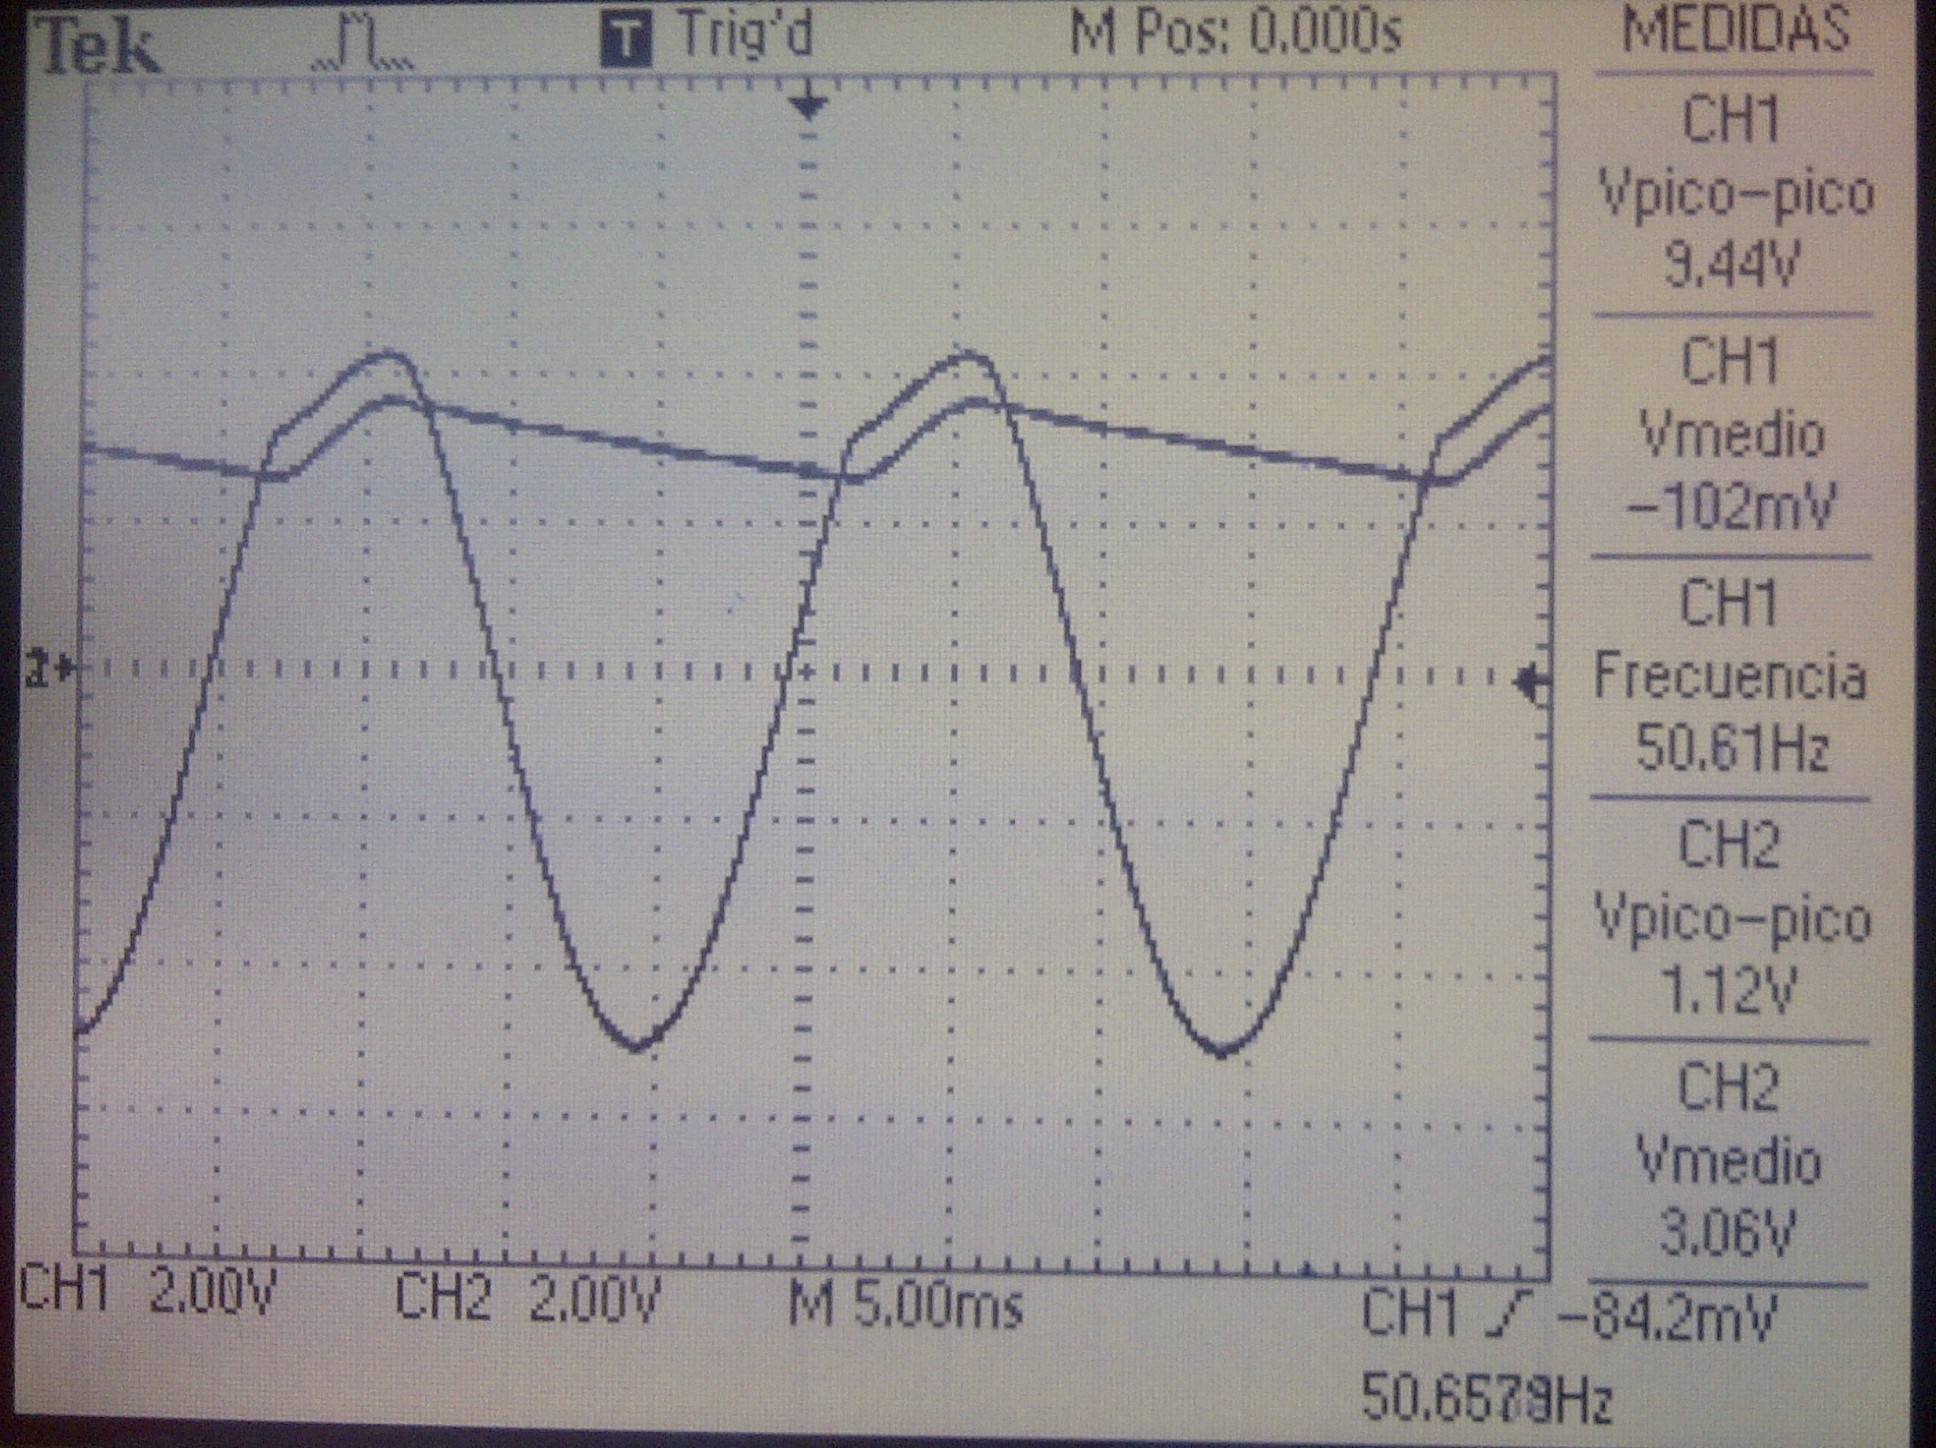 Tek T Trig'd M Pos: 0.000s MEDIDAS
CH1
Vpico-pico
9.44V
CH1
Vmedio
-102mV
CH1
Frecuencia
50.61Hz
CH2
Vpico-pico
1.12V
CH2
Vmedio
3.06V
CH1 2.00V CH2 2.00V M 5.00ms CH1 -84.2mV